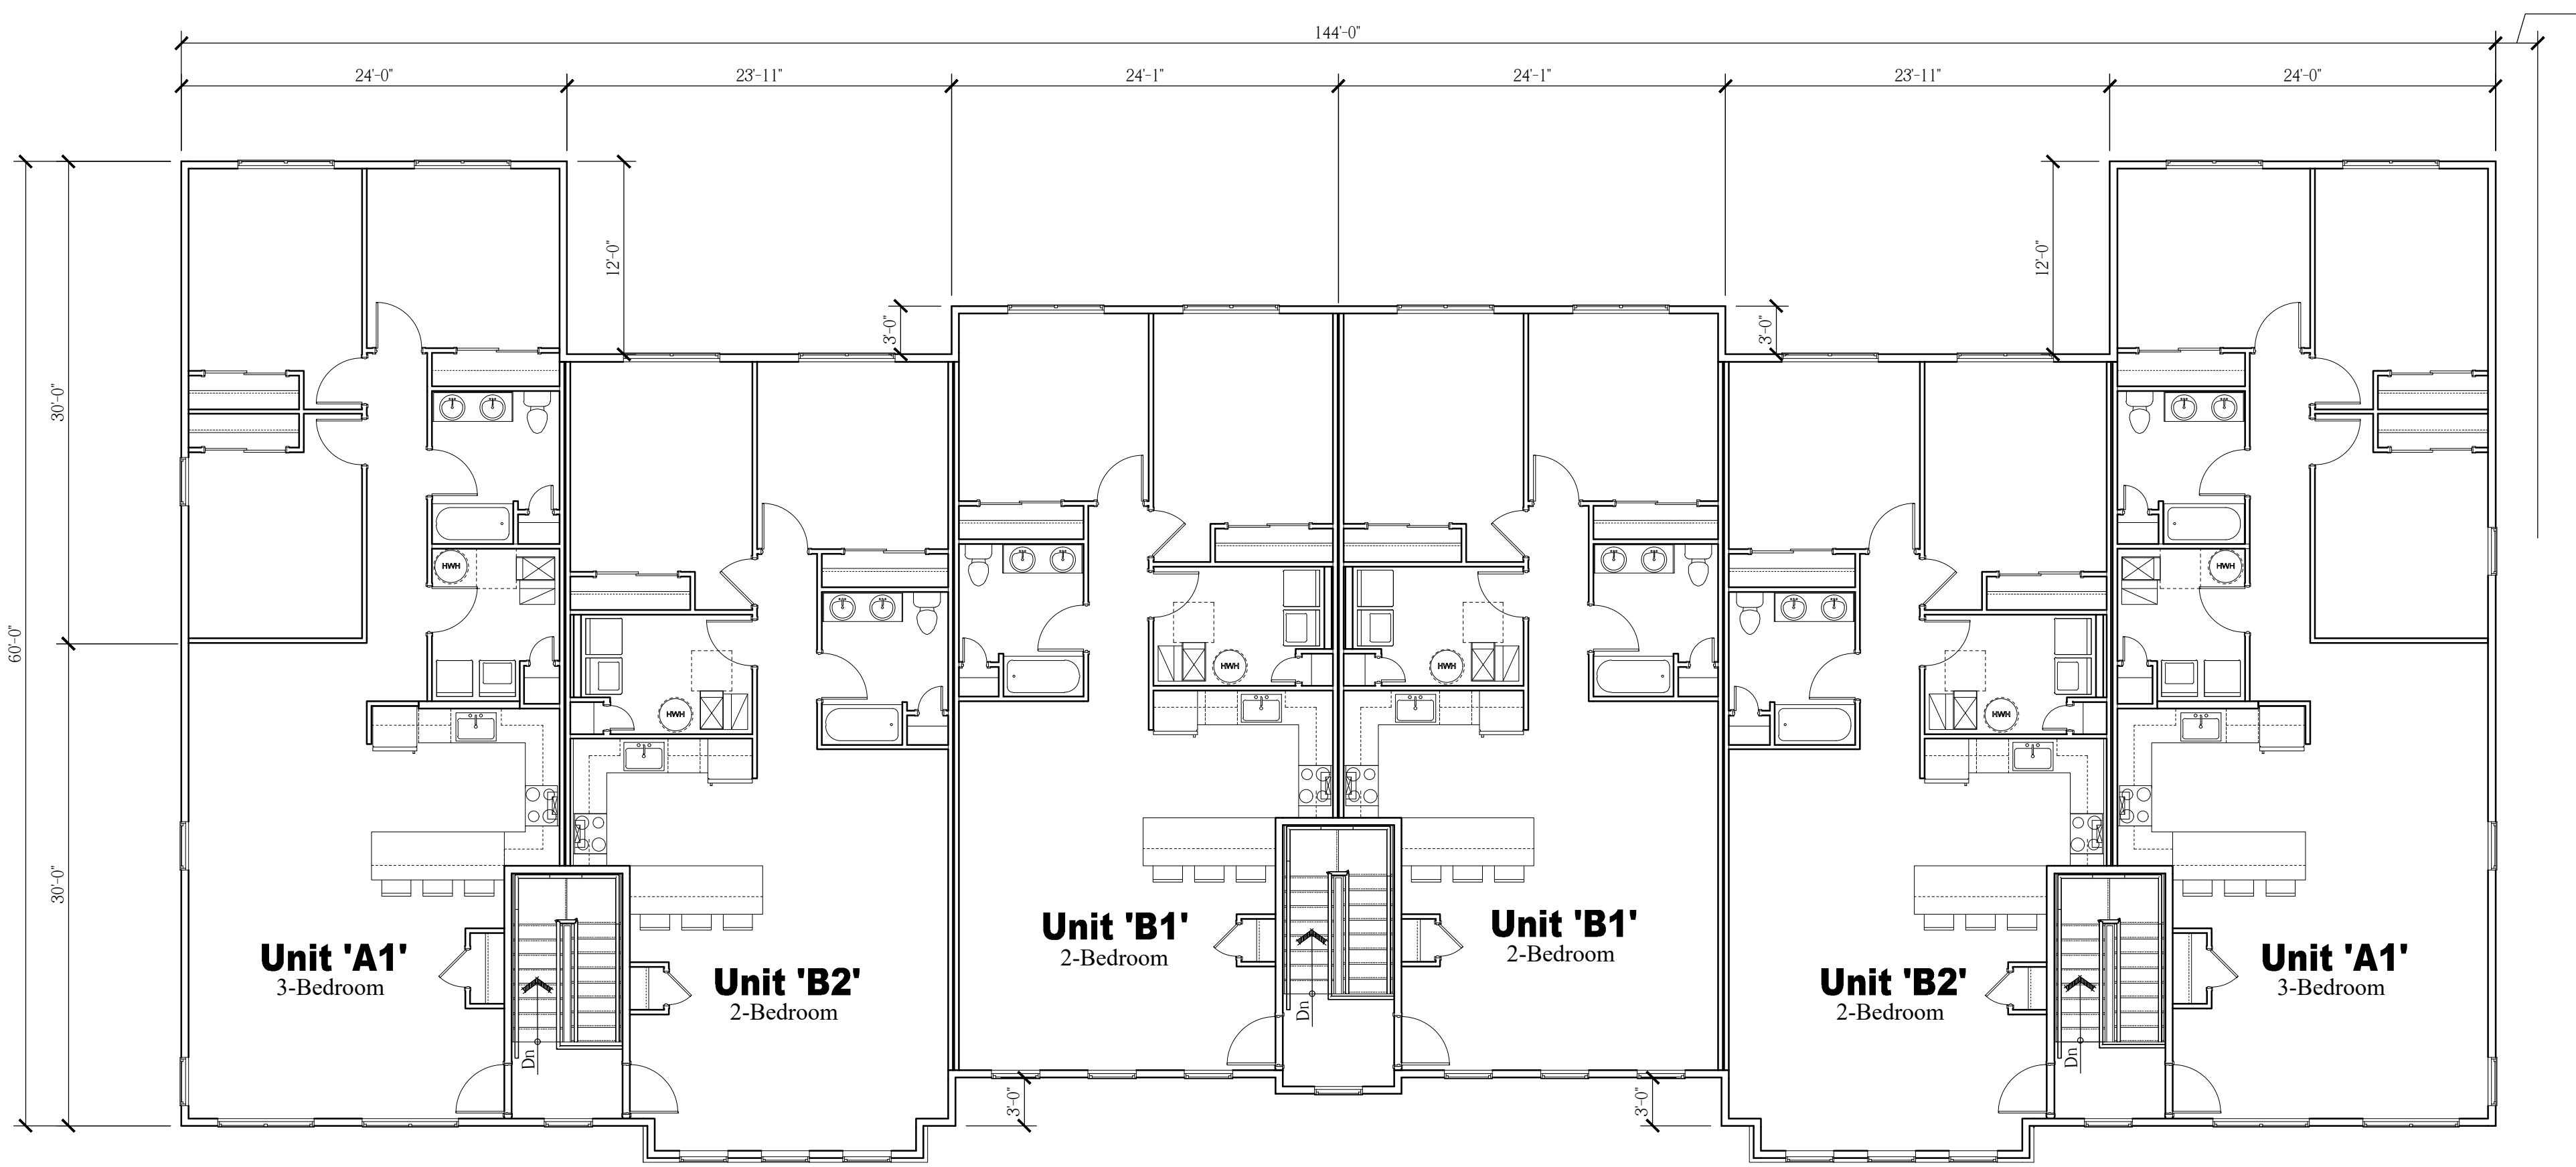 144'-0"
24'-0"
23'-11"
24'-1"
24'-1"
23'-11"
24'-0"
12'-0"
12'-0"
3'-0"
3'-0"
30'-0"
60'-0"
30'-0"
HWH
HWH
HWH
HWH
HWH
HWH
Unit 'A1'
3-Bedroom
Unit 'B2'
2-Bedroom
Unit 'B1'
2-Bedroom
Unit 'B1'
2-Bedroom
Unit 'B2'
2-Bedroom
Unit 'A1'
3-Bedroom
Dn
Dn
Dn
3'-0"
3'-0"